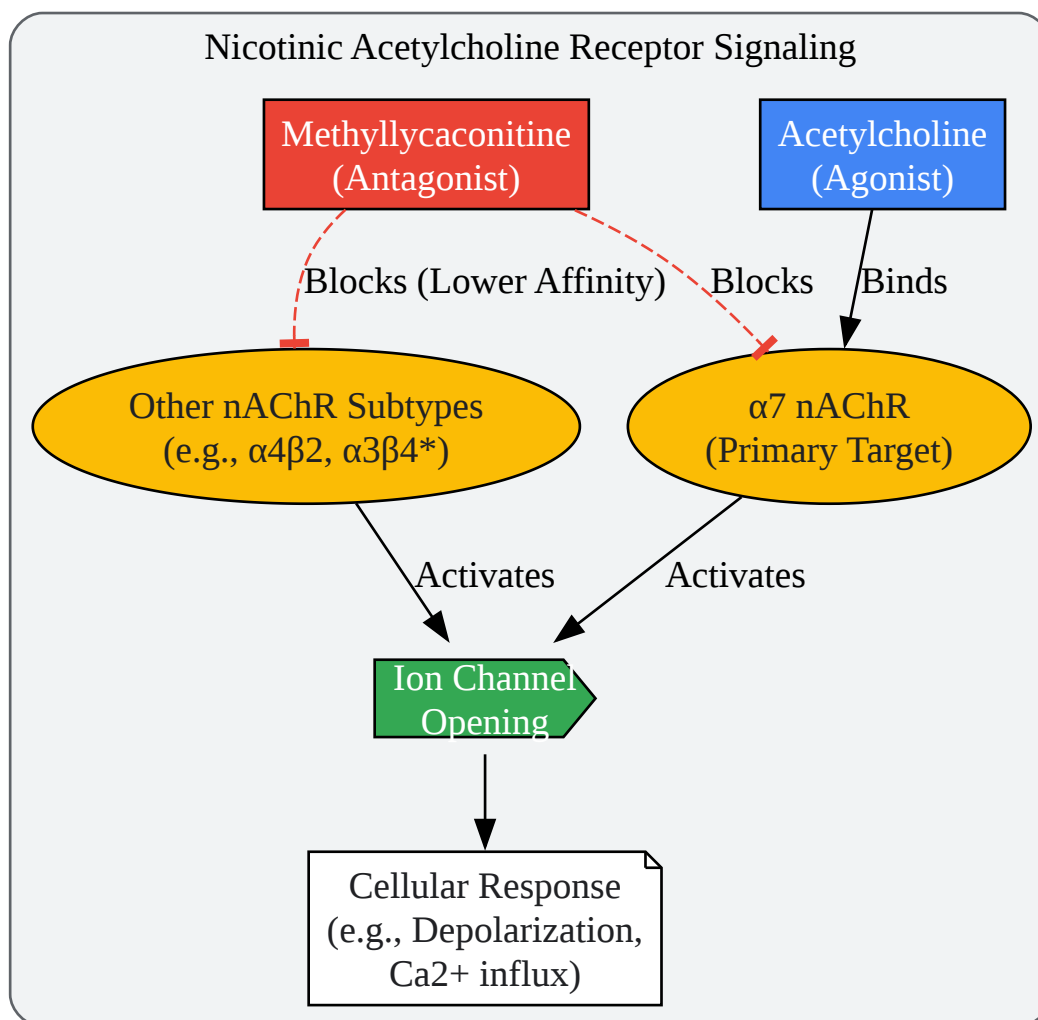 Nicotinic Acetylcholine Receptor Signaling
Methyllycaconitine
(Antagonist)
Acetylcholine
(Agonist)
Blocks (Lower Affinity)
Blocks
Binds
Other nAChR Subtypes
(e.g., α4β2, α3β4*)
α7 nAChR
(Primary Target)
Activates
Activates
Ion Channel
Opening
Cellular Response
(e.g., Depolarization,
Ca2+ influx)